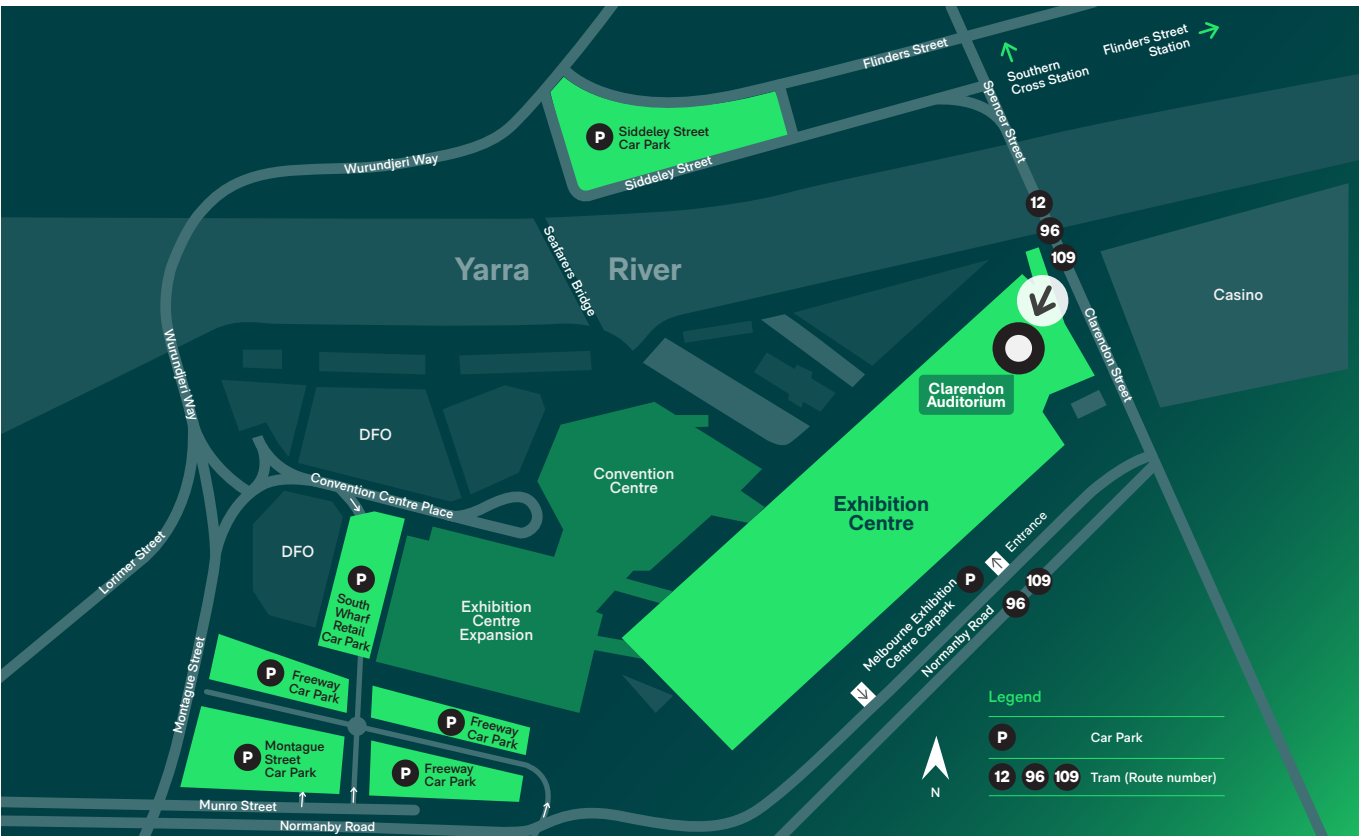 Flinders Street
Flinders Street
Station
Southern
Cross Station
Spencer Street
P
Siddeley Street
Car Park
Siddeley Street
Wurundjeri Way
12
96
109
Seafarers Bridge
Yarra
River
Casino
Clarendon Street
Wurundjeri Way
Clarendon
Auditorium
DFO
Convention
Centre
Convention Centre Place
Exhibition
Centre
DFO
Lorimer Street
P
South
Wharf
Retail
Car Park
Exhibition
Centre
Expansion
Entrance
P
Melbourne Exhibition
Centre Carpark
109
96
Normanby Road
Montague Street
P
Freeway
Car Park
P
Freeway
Car Park
P
Montague
Street
Car Park
P
Freeway
Car Park
Munro Street
Normanby Road
N
Legend
P
Car Park
12 96 109 Tram (Route number)